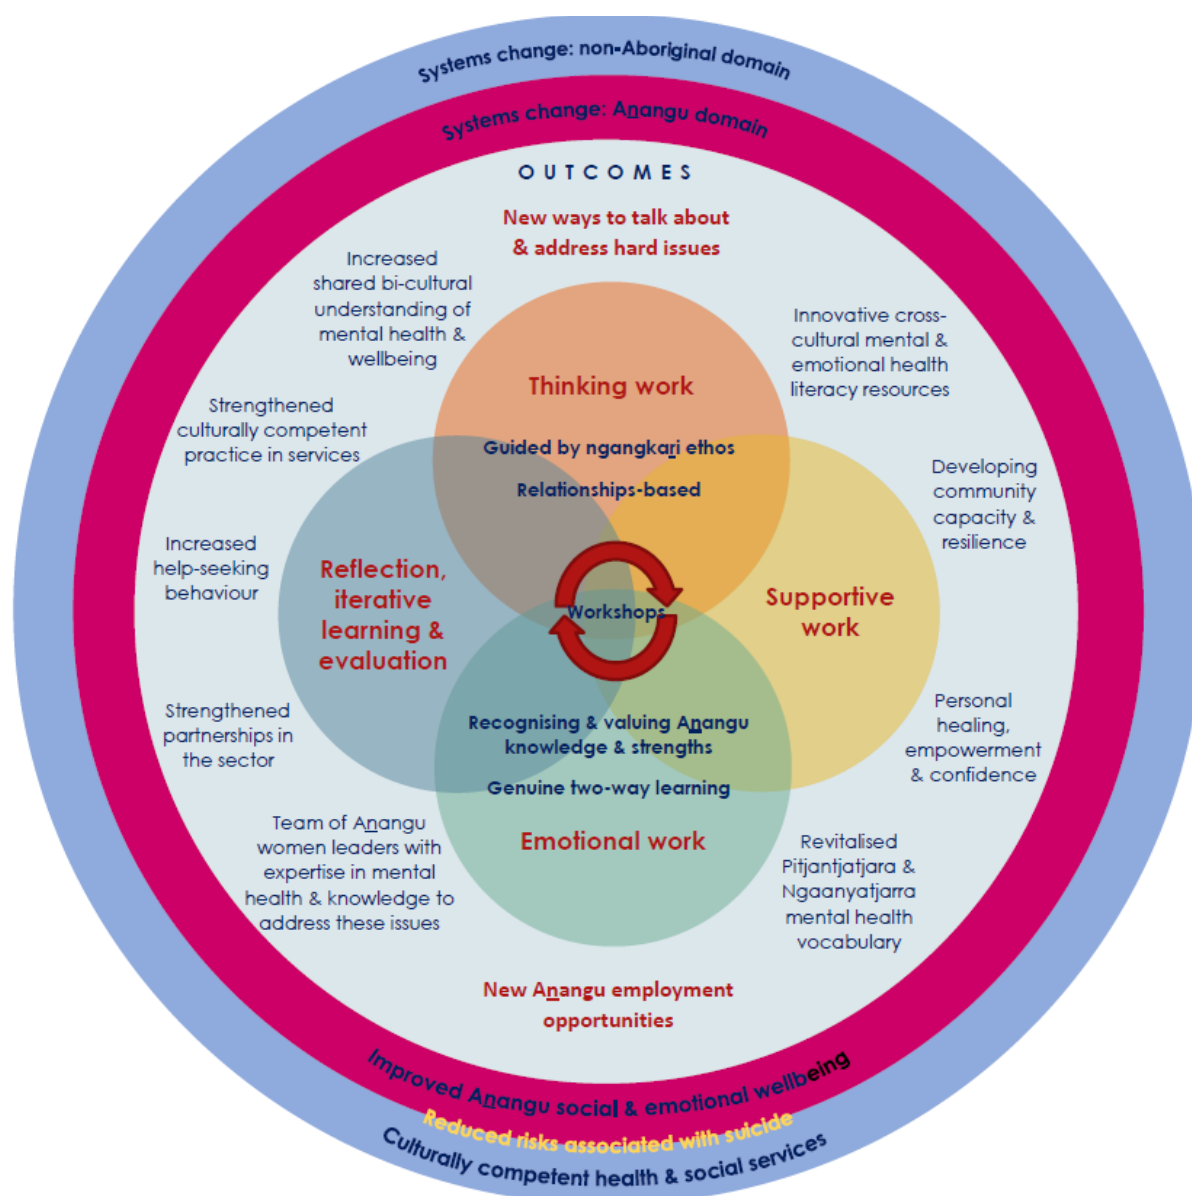 Systems change: non-Aboriginal domain
Systems change: Aṉangu domain
OUTCOMES
New ways to talk about
& address hard issues
Increased
shared bi-cultural
understanding of
mental health &
wellbeing
Innovative cross-
cultural mental &
emotional health
literacy resources
Thinking work
Strengthened
culturally competent
practice in services
Guided by ngangkaṟi ethos
Relationships-based
Developing
community
capacity &
resilience
Increased
help-seeking
behaviour
Reflection,
iterative
learning &
evaluation
Workshops
Supportive
work
Strengthened
partnerships in
the sector
Recognising & valuing Aṉangu
knowledge & strengths
Genuine two-way learning
Personal
healing,
empowerment
& confidence
Team of Aṉangu
women leaders with
expertise in mental
health & knowledge to
address these issues
Emotional work
Revitalised
Pitjantjatjara &
Ngaanyatjarra
mental health
vocabulary
New Aṉangu employment
opportunities
Improved Aṉangu social & emotional wellbeing
Reduced risks associated with suicide
Culturally competent health & social services